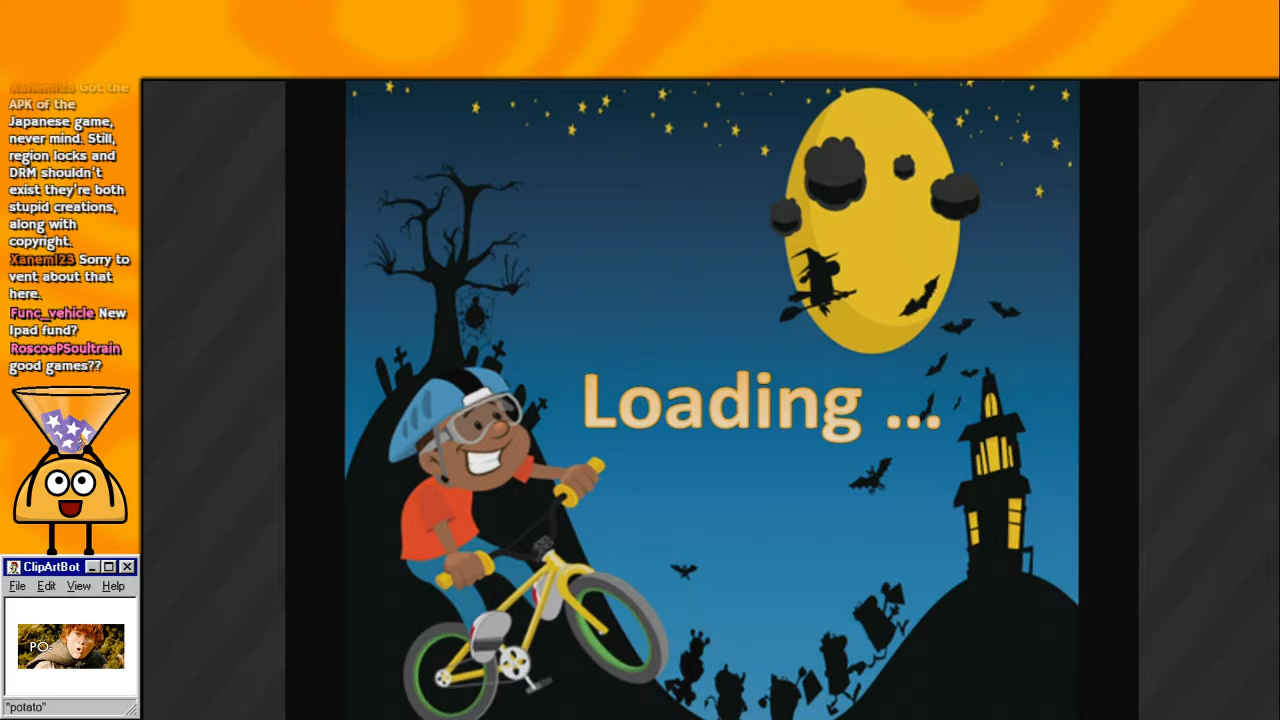 Xanem123 Got the
APK of the
Japanese game,
never mind. Still,
region locks and
DRM shouldn't
exist they're both
stupid creations,
along with
copyright.
Xanem123 Sorry to
vent about that
here.
Func_vehicle New
Ipad fund?
RoscoePSoultrain
good games??
ClipArtBot
File Edit View Help
PO-
"potato"
Loading ...